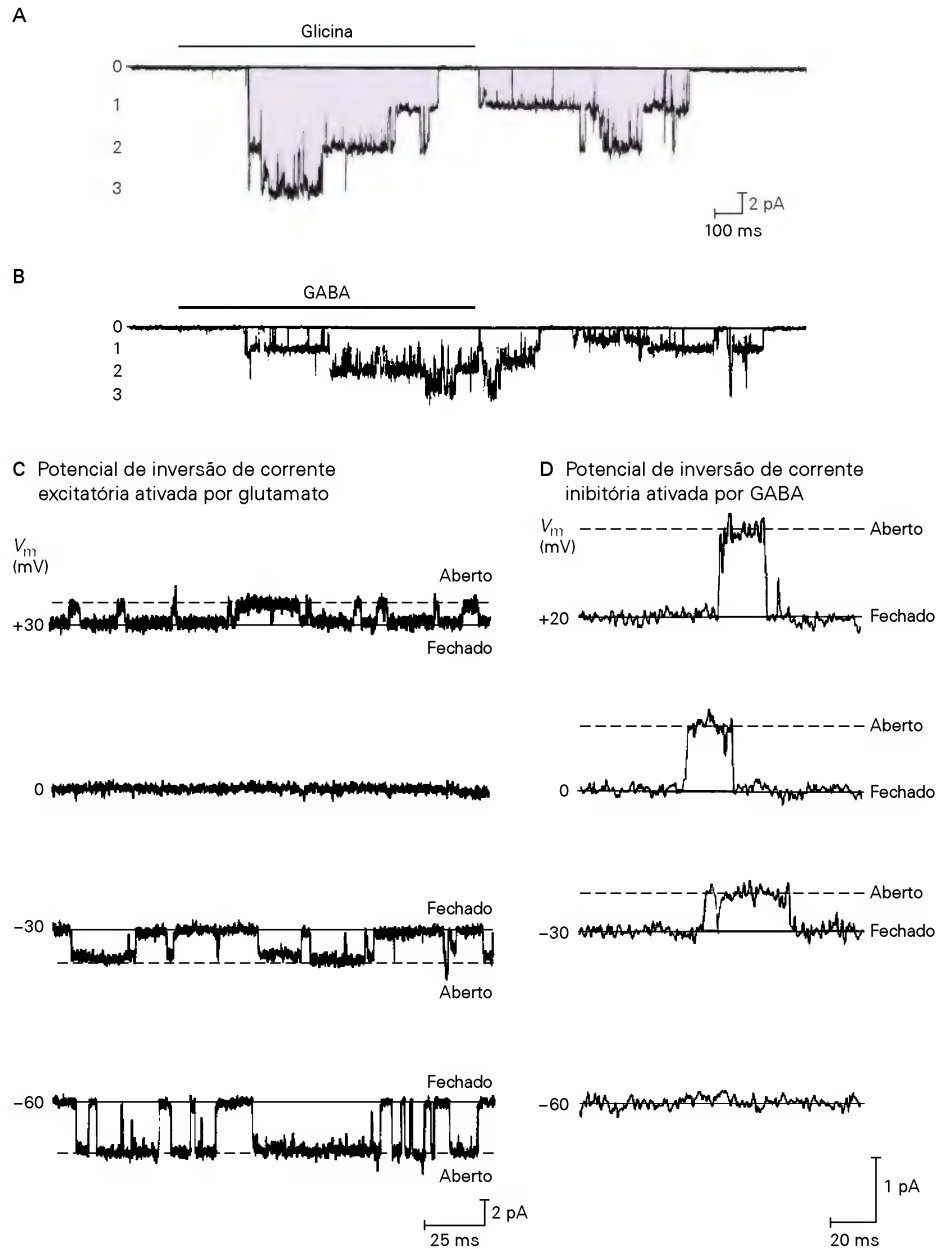 A
Glicina
0
1
2
3
2 pA
100 ms
B
GABA
0
1
2
3
C Potencial de inversão de corrente
excitatória ativada por glutamato
Vm
(mV)
Aberto
+30
Fechado
0
Fechado
−30
Aberto
Fechado
−60
Aberto
2 pA
25 ms
D Potencial de inversão de corrente
inibitória ativada por GABA
Vm
(mV)
Aberto
+20
Fechado
Aberto
0
Fechado
Aberto
−30
Fechado
−60
1 pA
20 ms